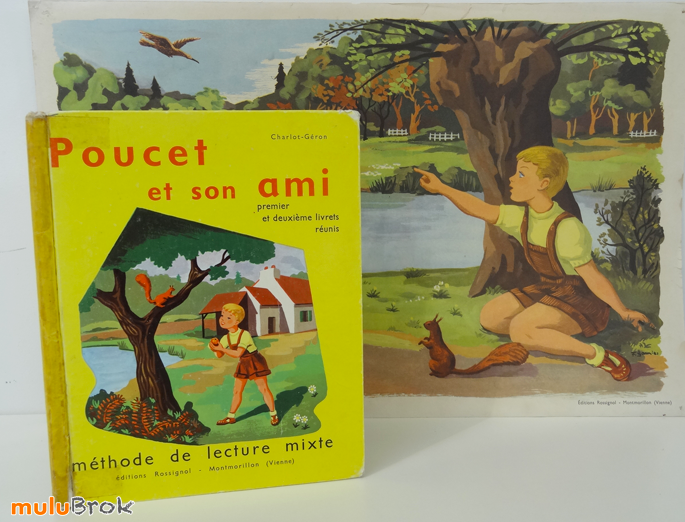 Charlot-Géron
Poucet
et son ami
premier
et deuxième livrets
réunis
méthode de lecture mixte
éditions Rossignol - Montmorillon (Vienne)
Editions Rossignol - Montmorillon (Vienne)
muluBrok